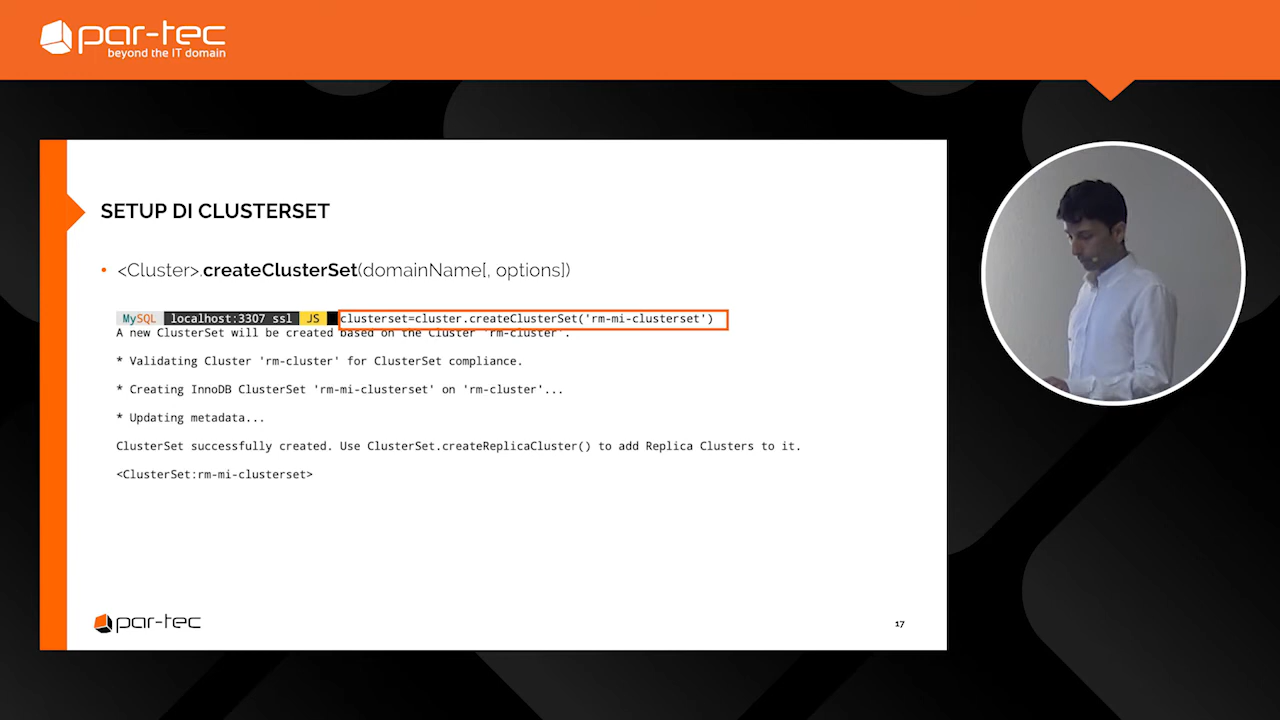 par-tec
beyond the IT domain
SETUP DI CLUSTERSET
• <Cluster>.createClusterSet(domainName[, options])
MySQL localhost:3307 ssl JS clusterset=cluster.createClusterSet('rm-mi-clusterset')
A new ClusterSet will be created based on the Cluster 'rm-cluster'.
* Validating Cluster 'rm-cluster' for ClusterSet compliance.
* Creating InnoDB ClusterSet 'rm-mi-clusterset' on 'rm-cluster'...
* Updating metadata...
ClusterSet successfully created. Use ClusterSet.createReplicaCluster() to add Replica Clusters to it.
<ClusterSet:rm-mi-clusterset>
par-tec
17